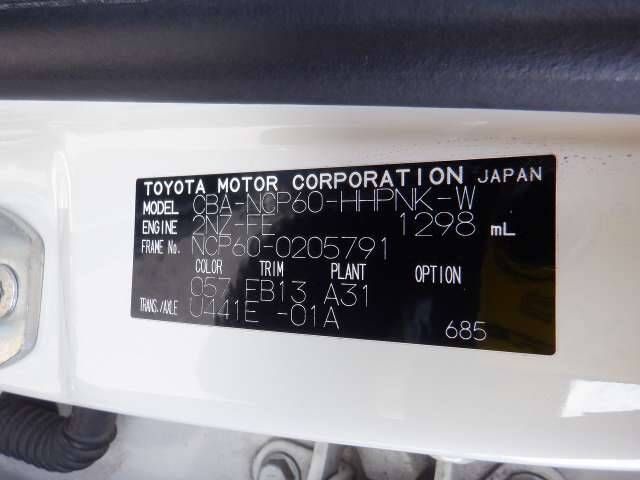 TOYOTA MOTOR CORPORATION JAPAN
MODEL CBA-NCP60-HHPNK-W
ENGINE 2NZ-FE 1298 mL
FRAME No. NCP60-0205791
COLOR TRIM PLANT OPTION
057 EB13 A31
TRANS./AXLE U441E -01A
685